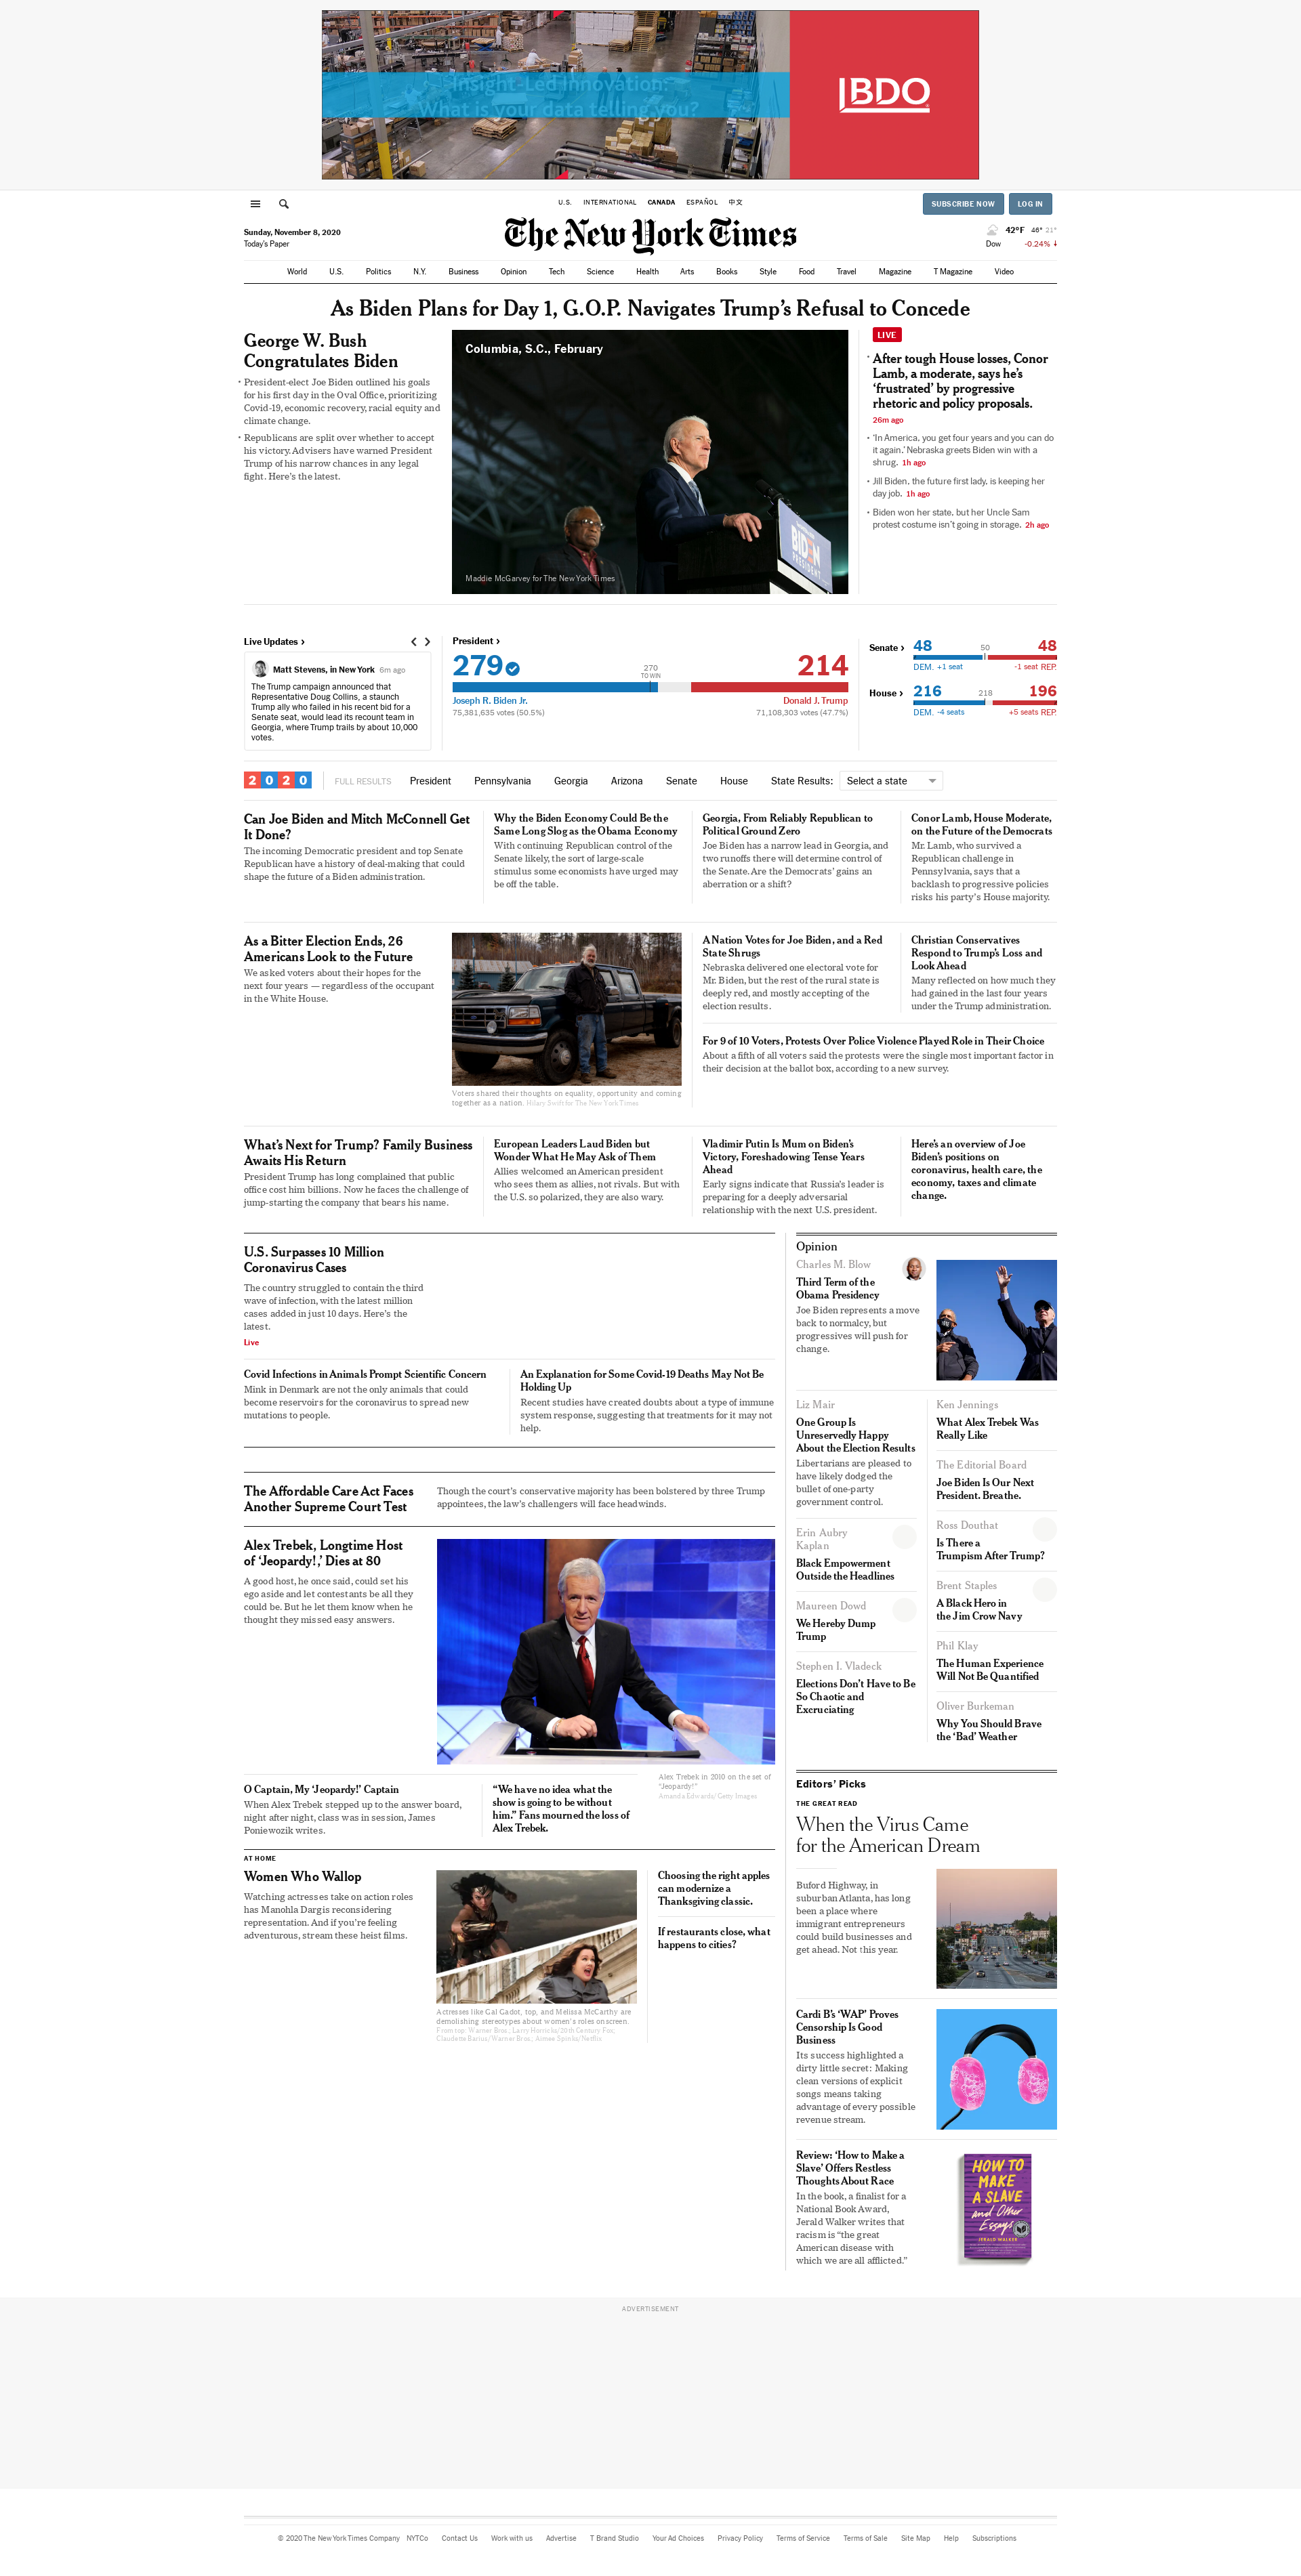 Insight-Led Innovation:
What is your data telling you?
BDO
U.S. INTERNATIONAL CANADA ESPAÑOL 中文
SUBSCRIBE NOW LOG IN
Sunday, November 8, 2020
Today's Paper
The New York Times
42°F 46° 21°
Dow -0.24% ↓
World U.S. Politics N.Y. Business Opinion Tech Science Health Arts Books Style Food Travel Magazine T Magazine Video
As Biden Plans for Day 1, G.O.P. Navigates Trump's Refusal to Concede
George W. Bush
Congratulates Biden
• President-elect Joe Biden outlined his goals
for his first day in the Oval Office, prioritizing
Covid-19, economic recovery, racial equity and
climate change.
• Republicans are split over whether to accept
his victory. Advisers have warned President
Trump of his narrow chances in any legal
fight. Here's the latest.
Columbia, S.C., February
BIDEN
PRESIDENT
Maddie McGarvey for The New York Times
LIVE
• After tough House losses, Conor
Lamb, a moderate, says he's
‘frustrated’ by progressive
rhetoric and policy proposals.
26m ago
• ‘In America, you get four years and you can do
it again.’ Nebraska greets Biden win with a
shrug. 1h ago
• Jill Biden, the future first lady, is keeping her
day job. 1h ago
• Biden won her state, but her Uncle Sam
protest costume isn't going in storage. 2h ago
Live Updates ›
Matt Stevens, in New York 6m ago
The Trump campaign announced that
Representative Doug Collins, a staunch
Trump ally who failed in his recent bid for a
Senate seat, would lead its recount team in
Georgia, where Trump trails by about 10,000
votes.
President ›
279 270 214
TO WIN
Joseph R. Biden Jr. Donald J. Trump
75,381,635 votes (50.5%) 71,108,303 votes (47.7%)
Senate › 48 50 48
DEM. +1 seat -1 seat REP.
House › 216 218 196
DEM. -4 seats +5 seats REP.
2020 FULL RESULTS President Pennsylvania Georgia Arizona Senate House State Results: Select a state
Can Joe Biden and Mitch McConnell Get
It Done?
The incoming Democratic president and top Senate
Republican have a history of deal-making that could
shape the future of a Biden administration.
Why the Biden Economy Could Be the
Same Long Slog as the Obama Economy
With continuing Republican control of the
Senate likely, the sort of large-scale
stimulus some economists have urged may
be off the table.
Georgia, From Reliably Republican to
Political Ground Zero
Joe Biden has a narrow lead in Georgia, and
two runoffs there will determine control of
the Senate. Are the Democrats' gains an
aberration or a shift?
Conor Lamb, House Moderate,
on the Future of the Democrats
Mr. Lamb, who survived a
Republican challenge in
Pennsylvania, says that a
backlash to progressive policies
risks his party's House majority.
As a Bitter Election Ends, 26
Americans Look to the Future
We asked voters about their hopes for the
next four years — regardless of the occupant
in the White House.
Voters shared their thoughts on equality, opportunity and coming
together as a nation. Hilary Swift for The New York Times
A Nation Votes for Joe Biden, and a Red
State Shrugs
Nebraska delivered one electoral vote for
Mr. Biden, but the rest of the rural state is
deeply red, and mostly accepting of the
election results.
Christian Conservatives
Respond to Trump's Loss and
Look Ahead
Many reflected on how much they
had gained in the last four years
under the Trump administration.
For 9 of 10 Voters, Protests Over Police Violence Played Role in Their Choice
About a fifth of all voters said the protests were the single most important factor in
their decision at the ballot box, according to a new survey.
What's Next for Trump? Family Business
Awaits His Return
President Trump has long complained that public
office cost him billions. Now he faces the challenge of
jump-starting the company that bears his name.
European Leaders Laud Biden but
Wonder What He May Ask of Them
Allies welcomed an American president
who sees them as allies, not rivals. But with
the U.S. so polarized, they are also wary.
Vladimir Putin Is Mum on Biden's
Victory, Foreshadowing Tense Years
Ahead
Early signs indicate that Russia's leader is
preparing for a deeply adversarial
relationship with the next U.S. president.
Here's an overview of Joe
Biden's positions on
coronavirus, health care, the
economy, taxes and climate
change.
U.S. Surpasses 10 Million
Coronavirus Cases
The country struggled to contain the third
wave of infection, with the latest million
cases added in just 10 days. Here's the
latest.
Live
Covid Infections in Animals Prompt Scientific Concern
Mink in Denmark are not the only animals that could
become reservoirs for the coronavirus to spread new
mutations to people.
An Explanation for Some Covid-19 Deaths May Not Be
Holding Up
Recent studies have created doubts about a type of immune
system response, suggesting that treatments for it may not
help.
The Affordable Care Act Faces
Another Supreme Court Test
Though the court's conservative majority has been bolstered by three Trump
appointees, the law's challengers will face headwinds.
Alex Trebek, Longtime Host
of ‘Jeopardy!,’ Dies at 80
A good host, he once said, could set his
ego aside and let contestants be all they
could be. But he let them know when he
thought they missed easy answers.
Alex Trebek in 2010 on the set of
“Jeopardy!”
Amanda Edwards/Getty Images
O Captain, My ‘Jeopardy!’ Captain
When Alex Trebek stepped up to the answer board,
night after night, class was in session, James
Poniewozik writes.
“We have no idea what the
show is going to be without
him.” Fans mourned the loss of
Alex Trebek.
AT HOME
Women Who Wallop
Watching actresses take on action roles
has Manohla Dargis reconsidering
representation. And if you're feeling
adventurous, stream these heist films.
Actresses like Gal Gadot, top, and Melissa McCarthy are
demolishing stereotypes about women's roles onscreen.
From top: Warner Bros.; Larry Horricks/20th Century Fox;
Claudette Barius/Warner Bros.; Aimee Spinks/Netflix
Choosing the right apples
can modernize a
Thanksgiving classic.
If restaurants close, what
happens to cities?
Opinion
Charles M. Blow
Third Term of the
Obama Presidency
Joe Biden represents a move
back to normalcy, but
progressives will push for
change.
Liz Mair
One Group Is
Unreservedly Happy
About the Election Results
Libertarians are pleased to
have likely dodged the
bullet of one-party
government control.
Erin Aubry
Kaplan
Black Empowerment
Outside the Headlines
Maureen Dowd
We Hereby Dump
Trump
Stephen I. Vladeck
Elections Don't Have to Be
So Chaotic and
Excruciating
Ken Jennings
What Alex Trebek Was
Really Like
The Editorial Board
Joe Biden Is Our Next
President. Breathe.
Ross Douthat
Is There a
Trumpism After Trump?
Brent Staples
A Black Hero in
the Jim Crow Navy
Phil Klay
The Human Experience
Will Not Be Quantified
Oliver Burkeman
Why You Should Brave
the ‘Bad’ Weather
Editors' Picks
THE GREAT READ
When the Virus Came
for the American Dream
Buford Highway, in
suburban Atlanta, has long
been a place where
immigrant entrepreneurs
could build businesses and
get ahead. Not this year.
Cardi B's ‘WAP’ Proves
Censorship Is Good
Business
Its success highlighted a
dirty little secret: Making
clean versions of explicit
songs means taking
advantage of every possible
revenue stream.
Review: ‘How to Make a
Slave’ Offers Restless
Thoughts About Race
In the book, a finalist for a
National Book Award,
Jerald Walker writes that
racism is “the great
American disease with
which we are all afflicted.”
HOW TO
MAKE
A SLAVE
and Other
Essays
JERALD WALKER
ADVERTISEMENT
© 2020 The New York Times Company NYTCo Contact Us Work with us Advertise T Brand Studio Your Ad Choices Privacy Policy Terms of Service Terms of Sale Site Map Help Subscriptions